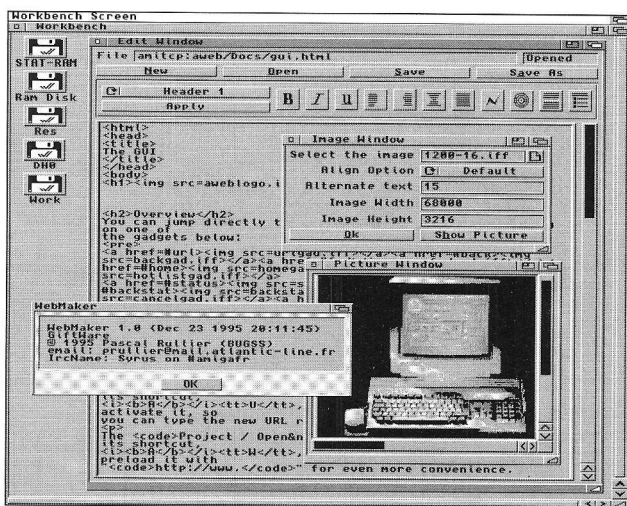 Workbench Screen
Workbench
STAT-RAM
Ram Disk
Res
DH0
Work
Edit Window
File amitcp:aweb/Docs/gui.html
Opened
New Open Save Save As
Header 1
Apply
B I U
<html>
<head>
<title>
The GUI
</title>
</head>
<body>
<h1><img src=aweblogo.i
<h2>Overview</h2>
You can jump directly t
on one of
the gadgets below:
<pre>
<a href=#url><img src=urlgad.iff></a><a href=#back><img
src=backgad.iff></a><a hre
href=#home><img src=homega
src=hotlistgad.iff></a>
<a href=#status><img src=s
#backstat><img src=backsta
src=cancelgad.iff></a><a h
Image Window
Select the image 1200-16.iff
Align Option Default
Alternate text 15
Image Width 68000
Image Height 3216
Ok Show Picture
Picture Window
WebMaker
WebMaker 1.0 (Dec 23 1995 20:11:45)
GiftWare
© 1995 Pascal Rullier (BUGSS)
email: prullier@mail.atlantic-line.fr
IrcName: Syrus on #amigafr
OK
its shortcut,
<i><b>A</b></i><tt>U</tt>,
activate it, so
you can type the new URL r
<p>
The <code>Project / Open&n
its shortcut,
<i><b>A</b></i><tt>W</tt>,
preload it with
"<code>http://www.</code>" for even more convenience.